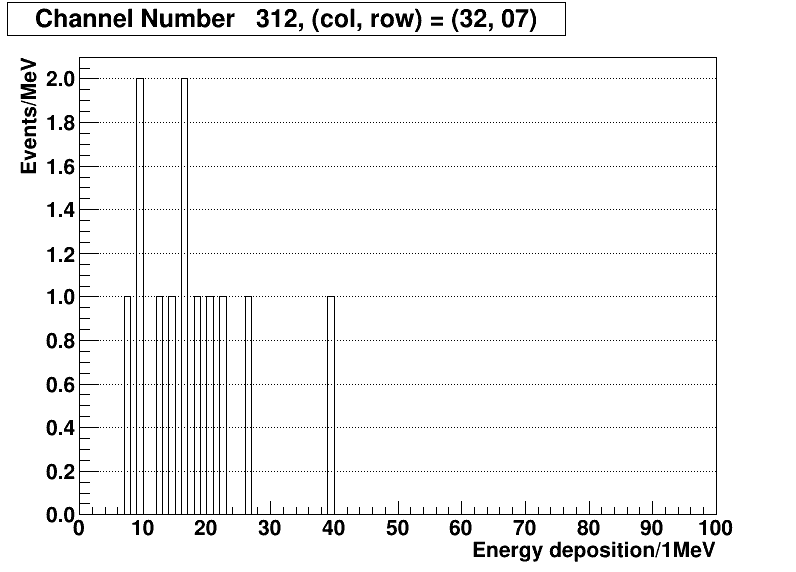 Channel Number 312, (col, row) = (32, 07)
Events/MeV
2.0
1.8
1.6
1.4
1.2
1.0
0.8
0.6
0.4
0.2
0.0
0 10 20 30 40 50 60 70 80 90 100
Energy deposition/1MeV